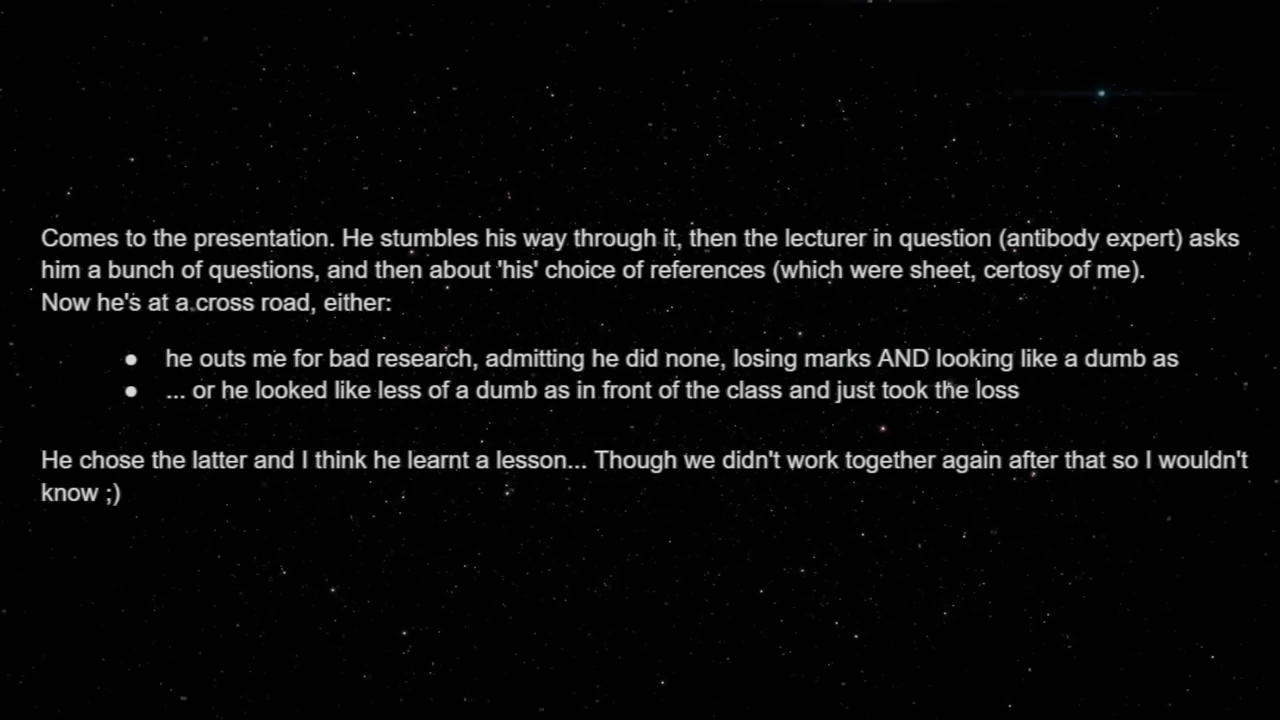 Comes to the presentation. He stumbles his way through it, then the lecturer in question (antibody expert) asks
him a bunch of questions, and then about 'his' choice of references (which were sheet, certosy of me).
Now he's at a cross road, either:
● he outs me for bad research, admitting he did none, losing marks AND looking like a dumb as
● ... or he looked like less of a dumb as in front of the class and just took the loss
He chose the latter and I think he learnt a lesson... Though we didn't work together again after that so I wouldn't
know ;)